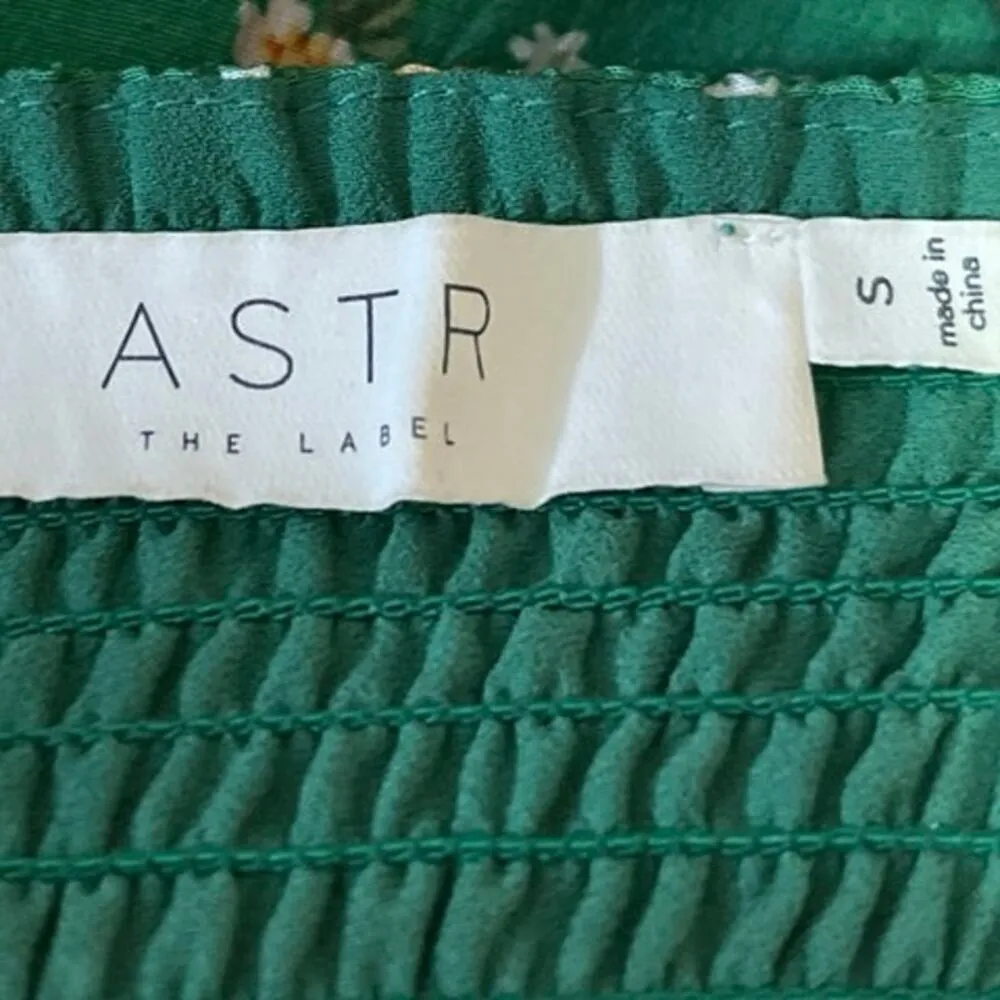 ASTR
THE LABEL
S
made in
china